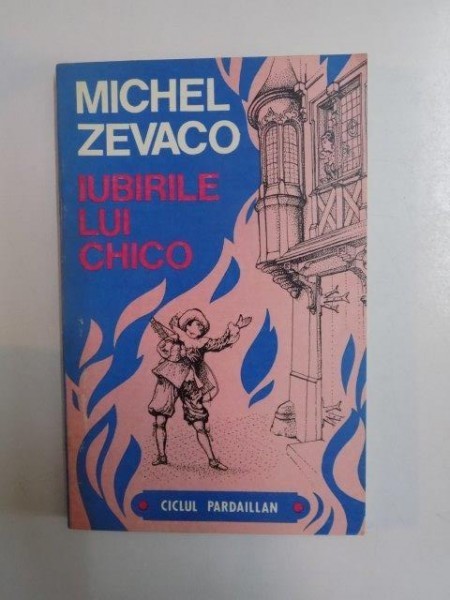 MICHEL
ZEVACO
IUBIRILE
LUI
CHICO
CICLUL PARDAILLAN